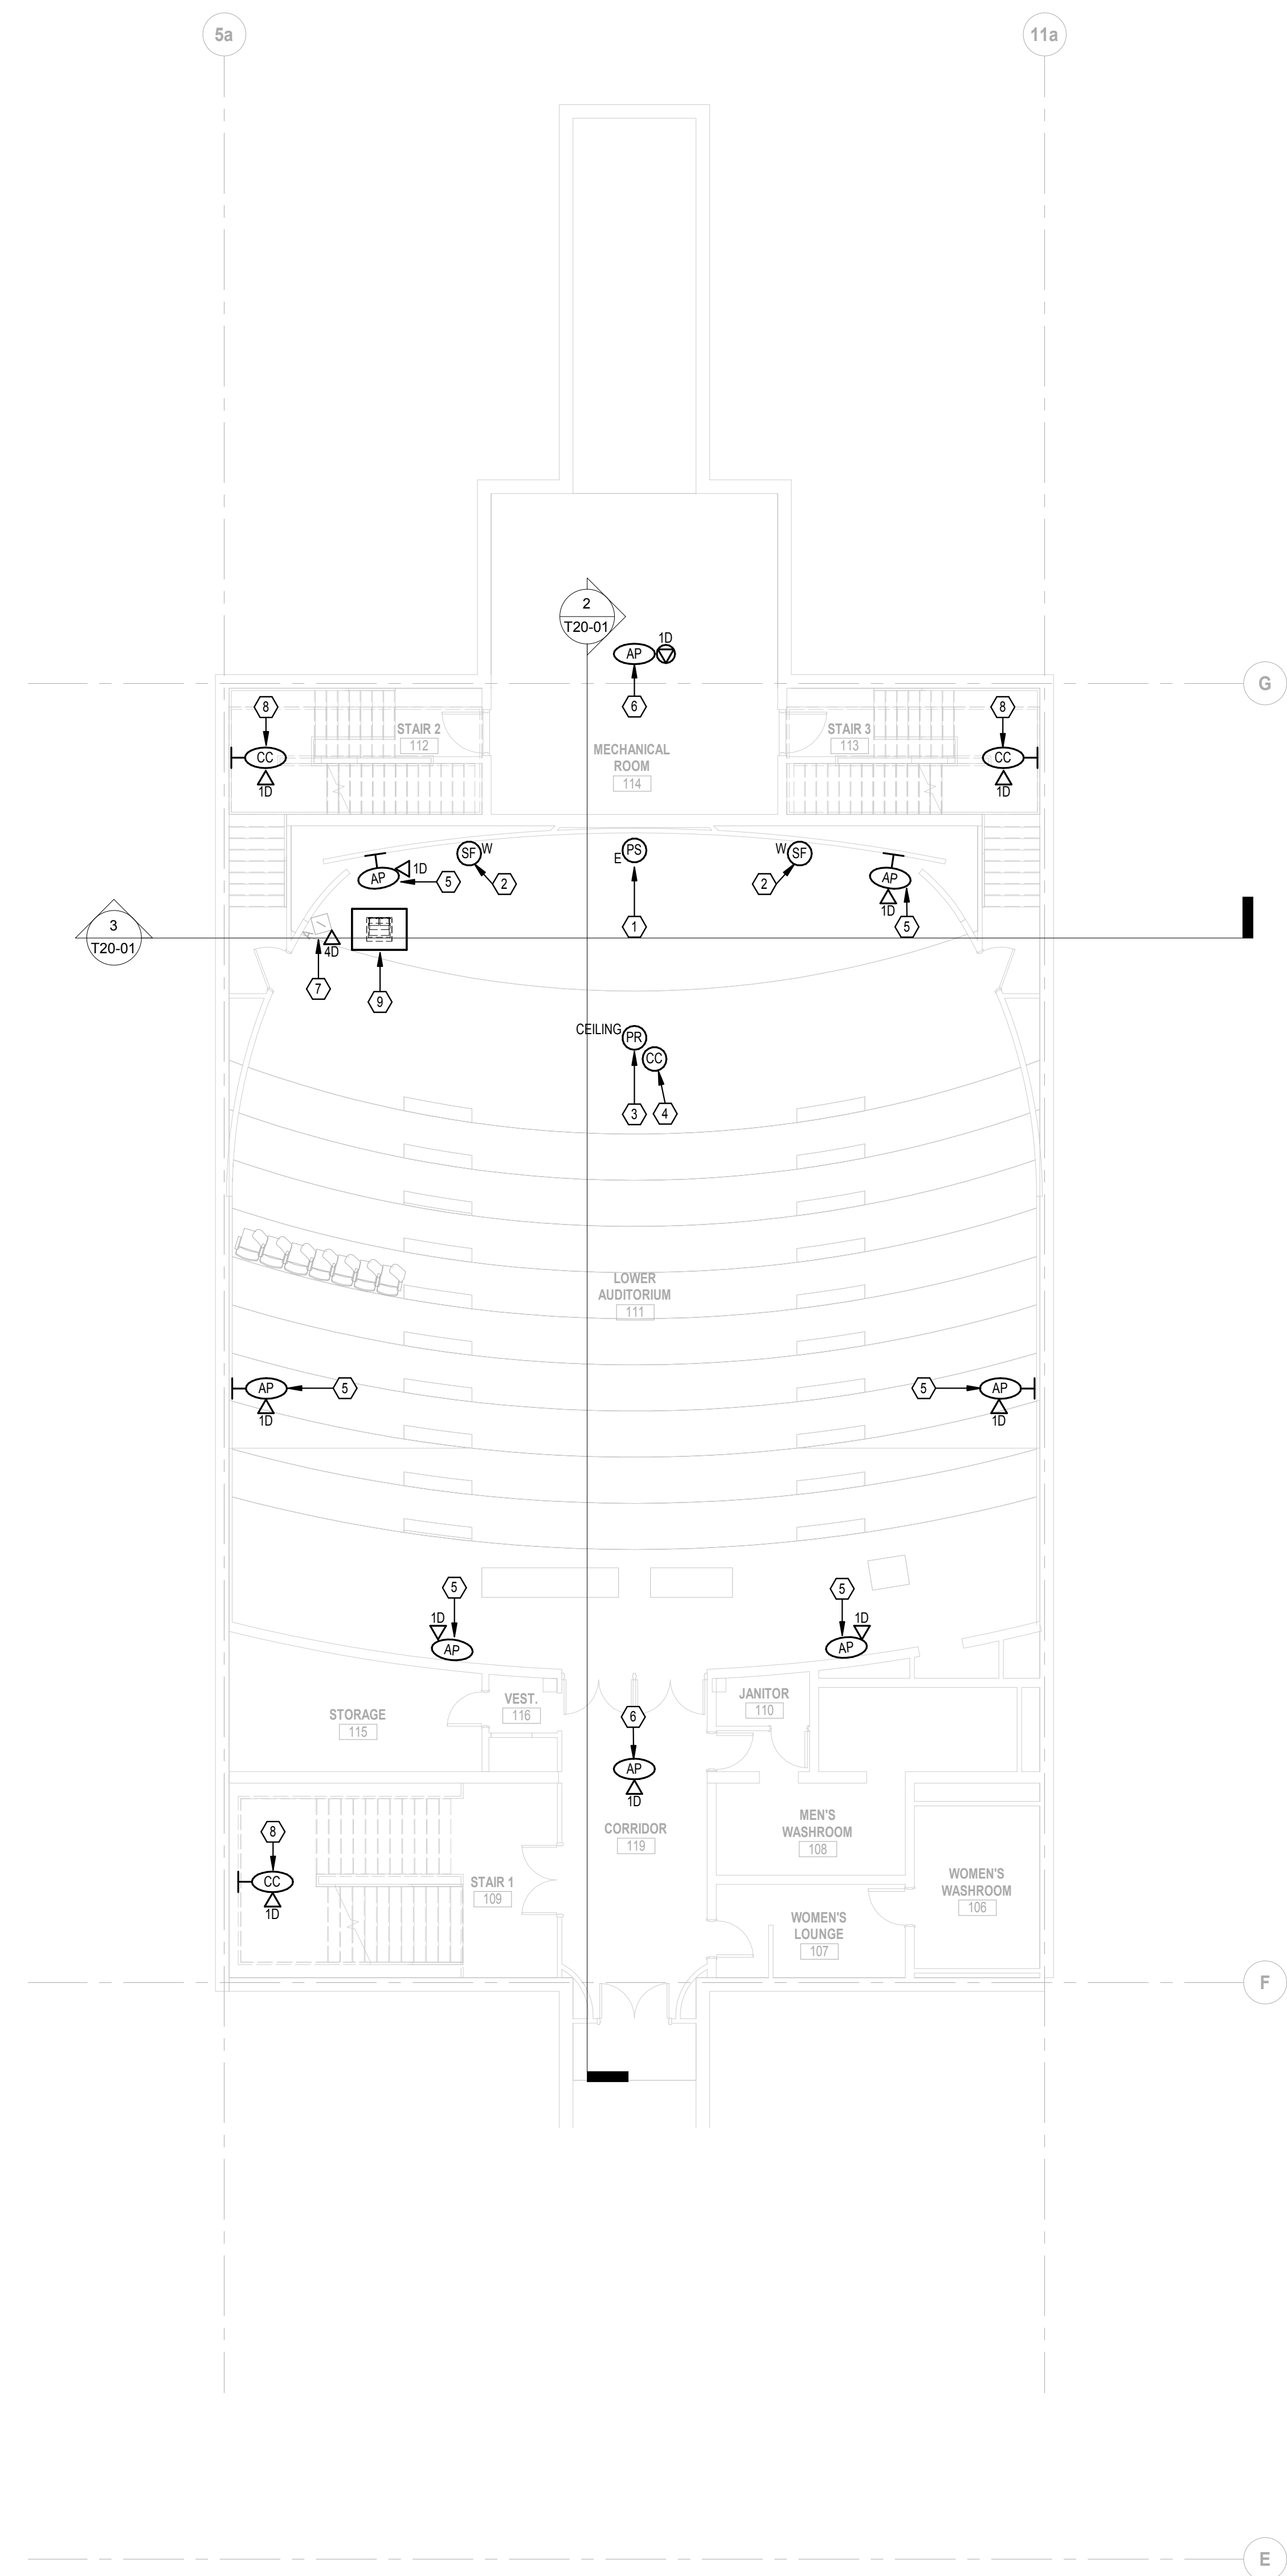 5a
11a
2
T20-01
1D
AP
6
G
8
8
STAIR 2
112
STAIR 3
113
MECHANICAL
ROOM
114
CC
1D
CC
1D
SF W
E PS
W SF
AP 1D
5
2
2
AP
1D
1
5
3
T20-01
4D
7
9
CEILING PR
CC
3
4
LOWER
AUDITORIUM
111
AP
5
1D
5
AP
1D
5
5
1D
AP
1D
AP
STORAGE
115
VEST.
116
JANITOR
110
6
AP
1D
CORRIDOR
119
MEN'S
WASHROOM
108
8
CC
1D
STAIR 1
109
WOMEN'S
WASHROOM
106
WOMEN'S
LOUNGE
107
F
E